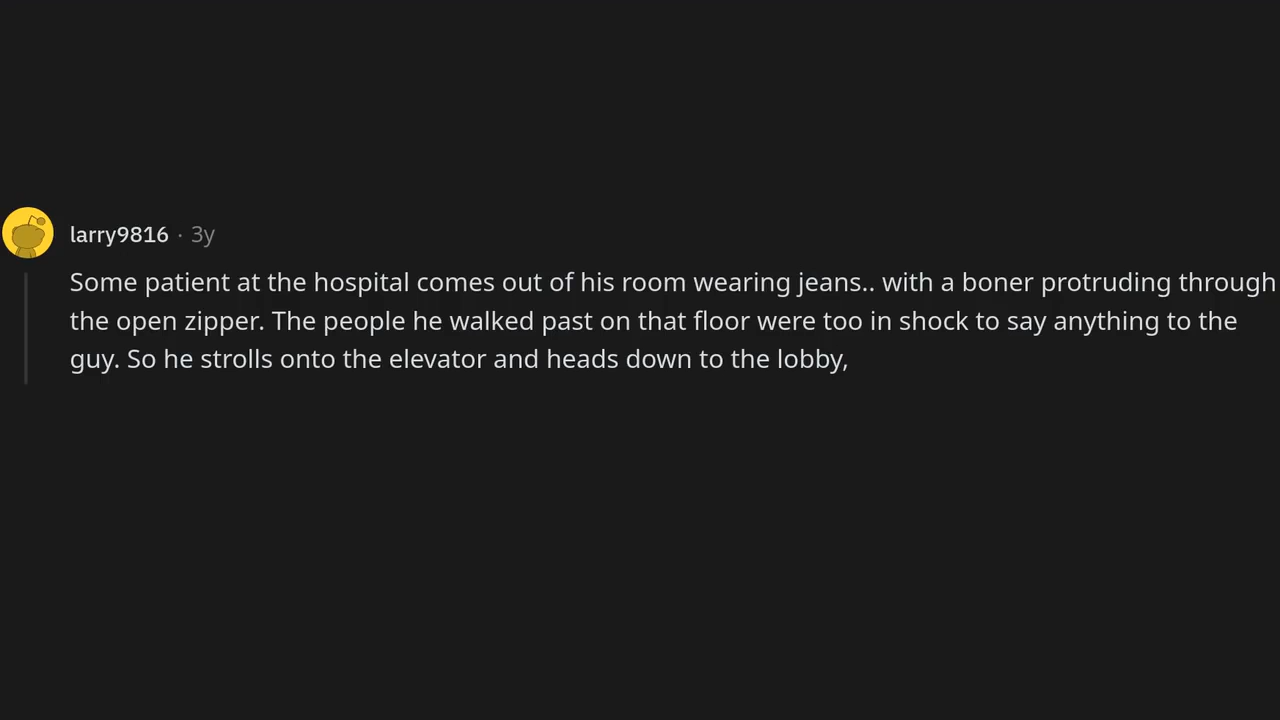 larry9816 · 3y
Some patient at the hospital comes out of his room wearing jeans.. with a boner protruding through
the open zipper. The people he walked past on that floor were too in shock to say anything to the
guy. So he strolls onto the elevator and heads down to the lobby,